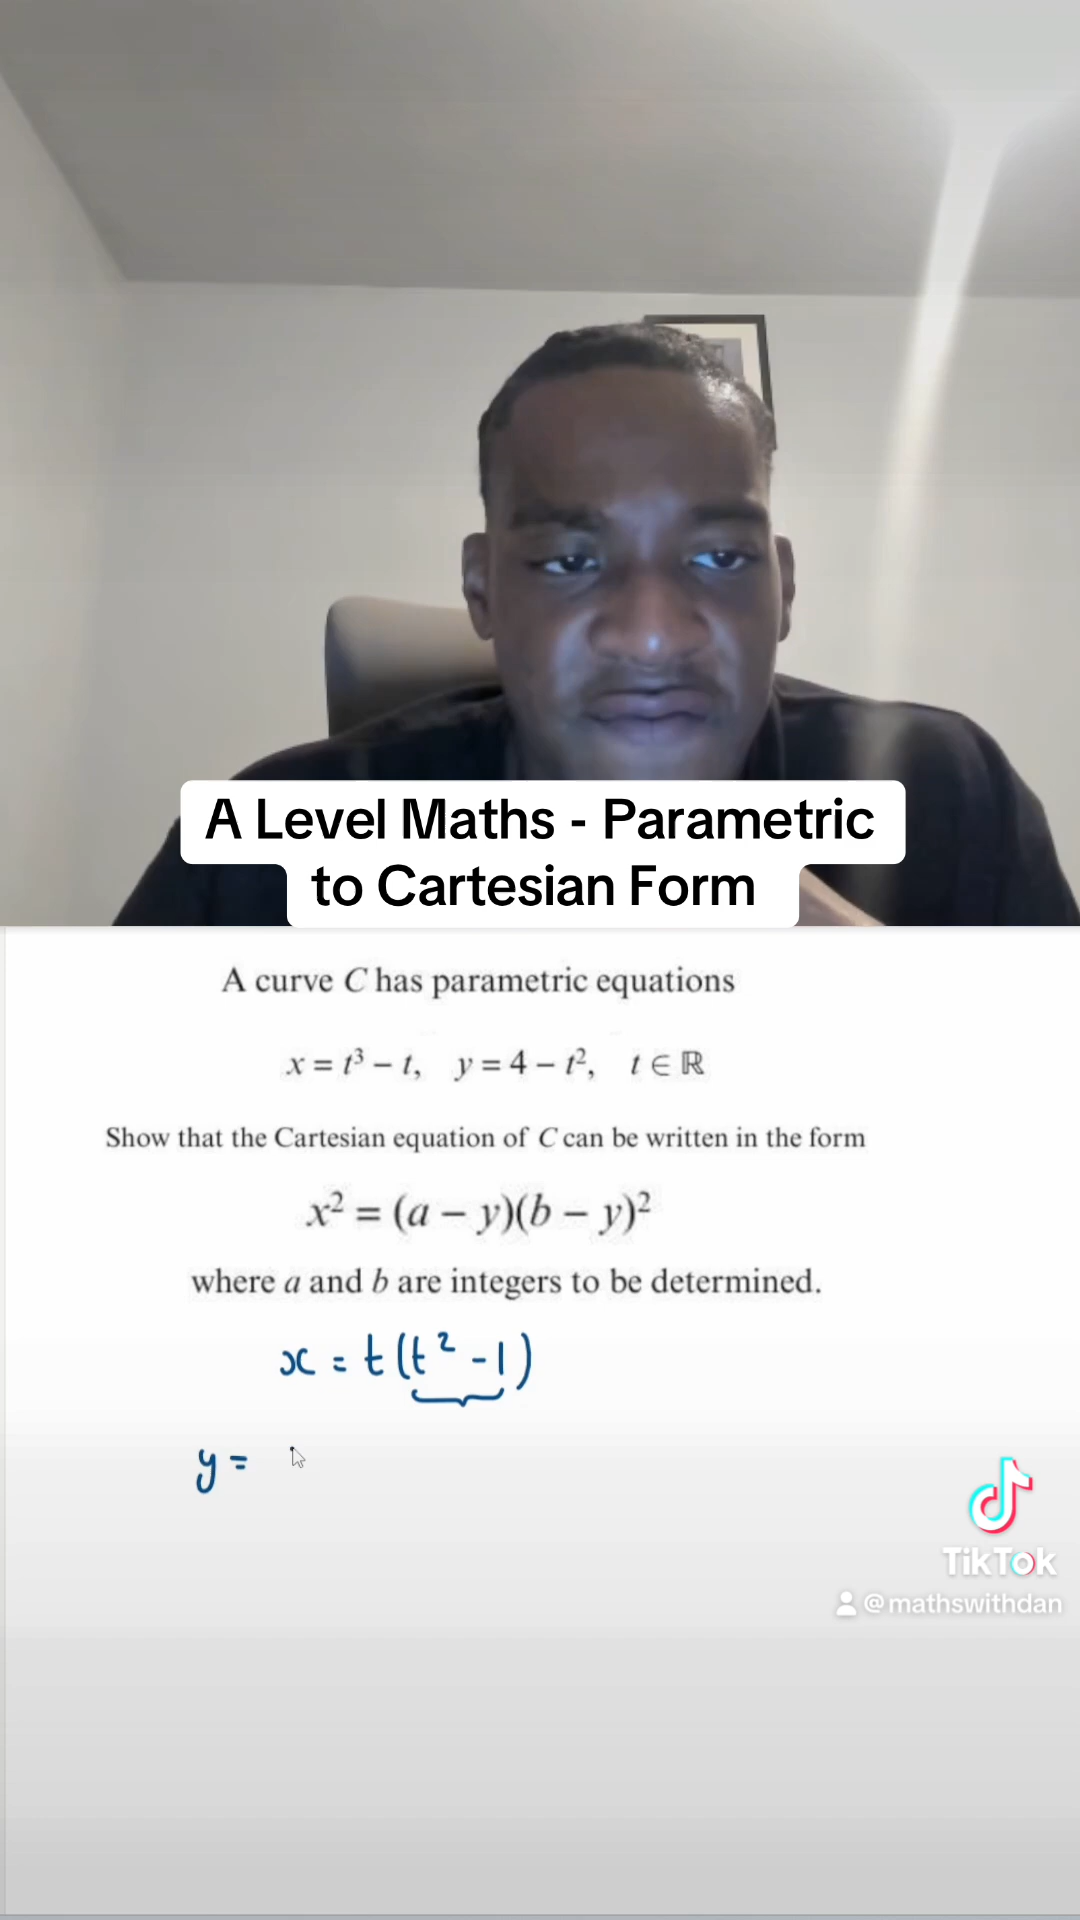 A Level Maths - Parametric
to Cartesian Form
A curve C has parametric equations
x = t³ – t,   y = 4 – t²,   t ∈ ℝ
Show that the Cartesian equation of C can be written in the form
x² = (a – y)(b – y)²
where a and b are integers to be determined.
x = t(t² - 1)
y =
TikTok
@mathswithdan